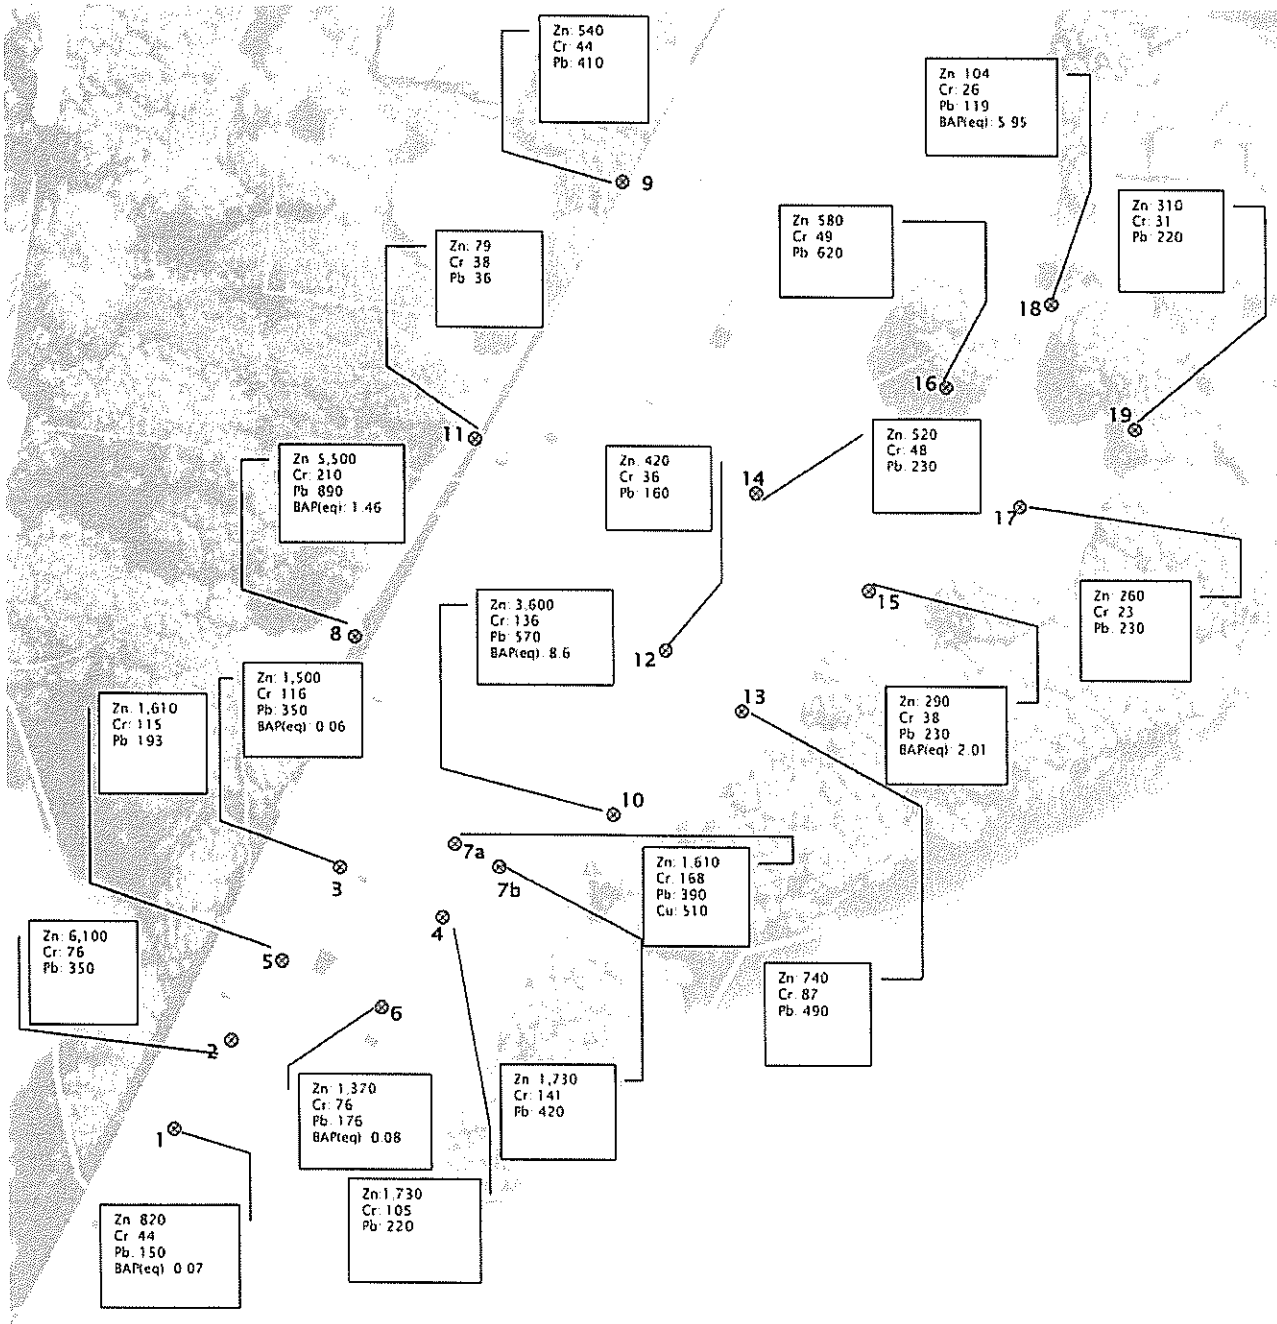 Zn: 540
Cr: 44
Pb: 410
9
Zn: 104
Cr: 26
Pb: 119
BAP(eq): 5.95
18
Zn: 310
Cr: 31
Pb: 220
19
Zn: 580
Cr: 49
Pb: 620
16
Zn: 79
Cr: 38
Pb: 36
11
Zn: 5,500
Cr: 210
Pb: 890
BAP(eq): 1.46
8
Zn: 420
Cr: 36
Pb: 160
12
14
Zn: 520
Cr: 48
Pb: 230
17
Zn: 260
Cr: 23
Pb: 230
15
Zn: 290
Cr: 38
Pb: 230
BAP(eq): 2.01
Zn: 3,600
Cr: 136
Pb: 570
BAP(eq): 8.6
10
13
Zn: 740
Cr: 87
Pb: 490
Zn: 1,500
Cr: 116
Pb: 350
BAP(eq): 0.06
3
Zn: 1,610
Cr: 115
Pb: 193
5
7a
Zn: 1,610
Cr: 168
Pb: 390
Cu: 510
7b
Zn: 1,730
Cr: 141
Pb: 420
4
Zn: 1,730
Cr: 105
Pb: 220
Zn: 6,100
Cr: 76
Pb: 350
2
6
Zn: 1,370
Cr: 76
Pb: 176
BAP(eq): 0.08
1
Zn: 820
Cr: 44
Pb: 150
BAP(eq): 0.07